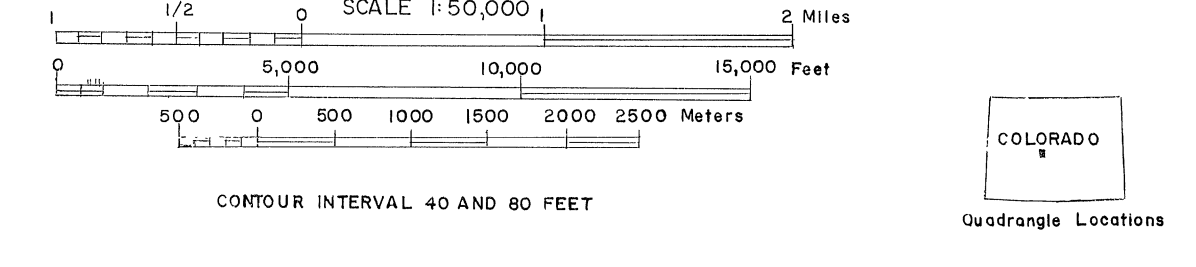 SCALE 1:50,000
1 1/2 0 1 2 Miles
0 5,000 10,000 15,000 Feet
500 0 500 1000 1500 2000 2500 Meters
CONTOUR INTERVAL 40 AND 80 FEET
COLORADO
Quadrangle Locations